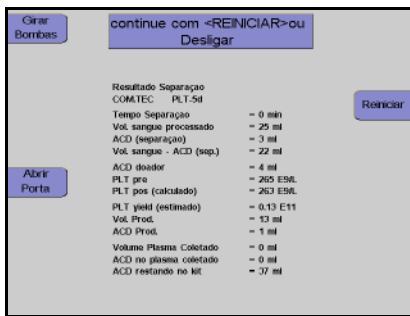 Girar
Bombas
continue com <REINICIAR>ou
Desligar
Resultado Separaçao
COM.TEC PLT-5d
Reiniciar
Tempo Separaçao = 0 min
Vol. sangue processado = 25 ml
ACD (separaçao) = 3 ml
Vol. sangue - ACD (sep.) = 22 ml
Abrir
Porta
ACD doador = 4 ml
PLT pre = 265 E9/L
PLT pos (calculado) = 263 E9/L
PLT yield (estimado) = 0.13 E11
Vol. Prod. = 13 ml
ACD Prod. = 1 ml
Volume Plasma Coletado = 0 ml
ACD no plasma coletado = 0 ml
ACD restando no kit = 37 ml